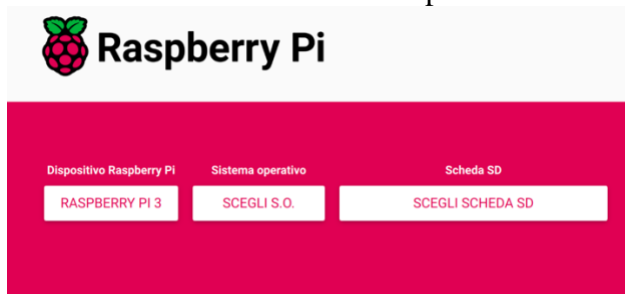 Raspberry Pi
Dispositivo Raspberry Pi Sistema operativo Scheda SD
RASPBERRY PI 3 SCEGLI S.O. SCEGLI SCHEDA SD